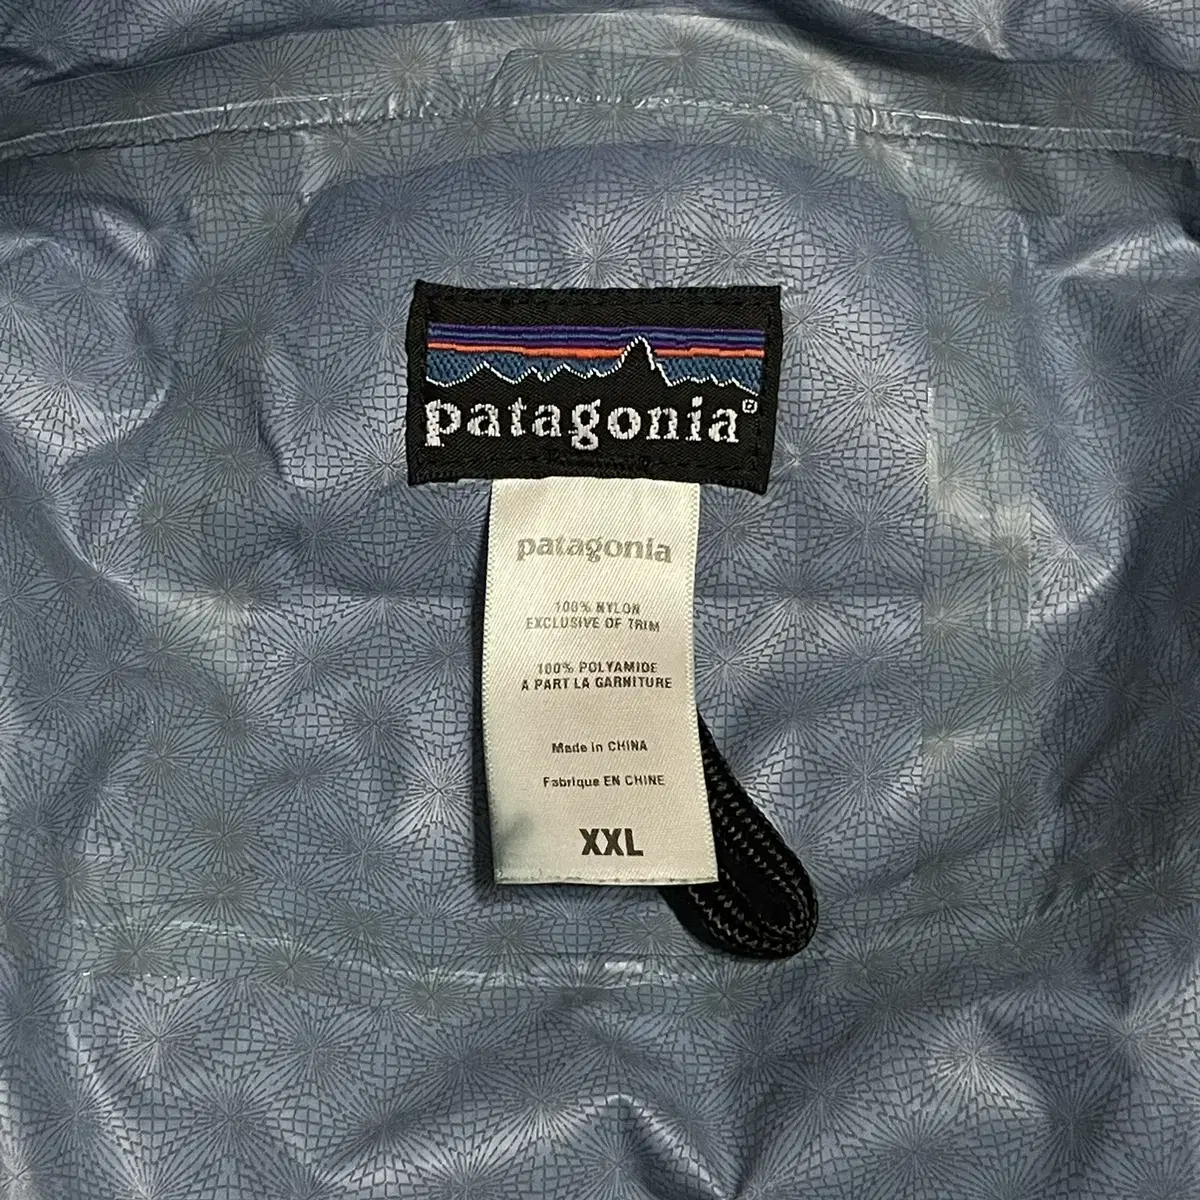 patagonia®
patagonia
100% NYLON
EXCLUSIVE OF TRIM
100% POLYAMIDE
A PART LA GARNITURE
Made in CHINA
Fabrique EN CHINE
XXL